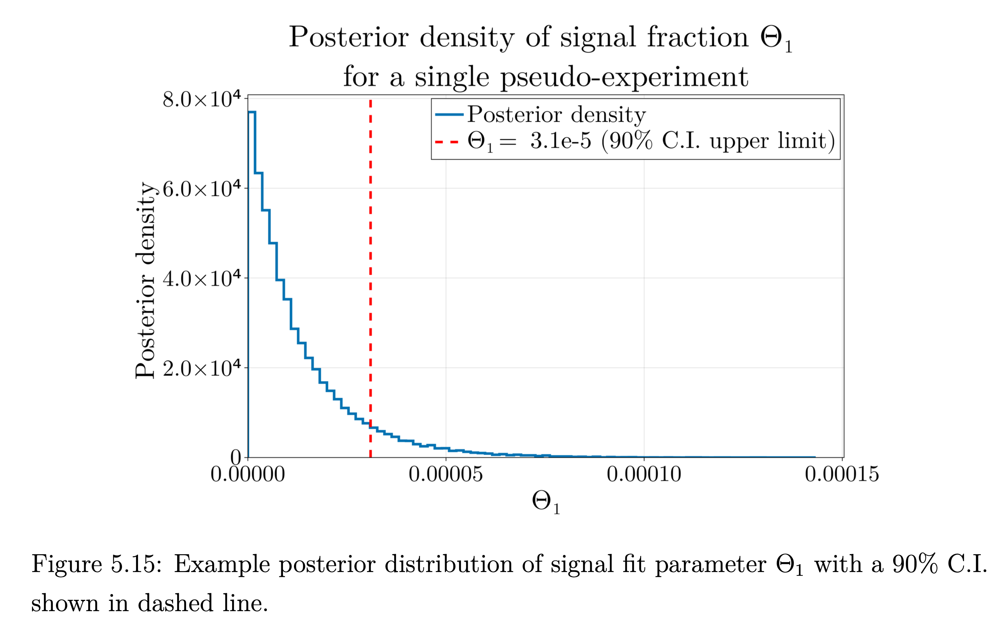 Posterior density of signal fraction Θ₁
for a single pseudo-experiment
8.0×10⁴
Posterior density
Θ₁ = 3.1e-5 (90% C.I. upper limit)
6.0×10⁴
Posterior density
4.0×10⁴
2.0×10⁴
0
0.00000 0.00005 0.00010 0.00015
Θ₁
Figure 5.15: Example posterior distribution of signal fit parameter Θ₁ with a 90% C.I.
shown in dashed line.